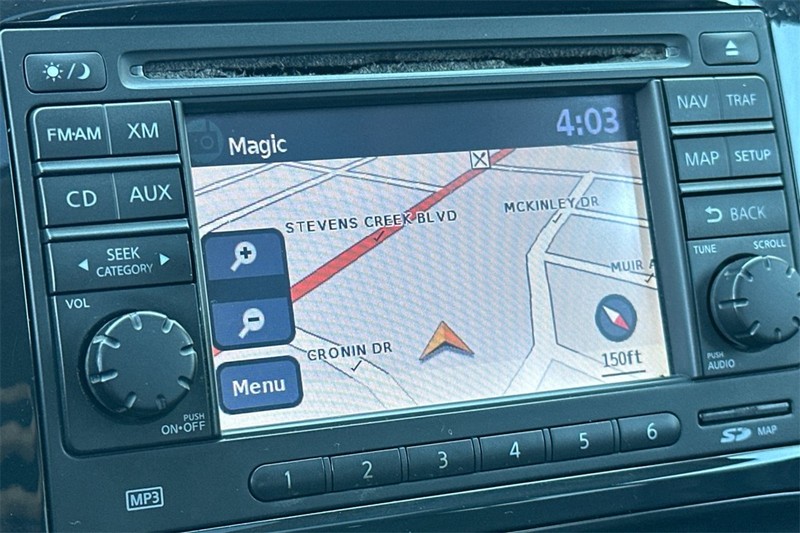 FM·AM
XM
CD
AUX
SEEK
CATEGORY
VOL
PUSH
ON•OFF
MP3
Magic
4:03
STEVENS CREEK BLVD
MCKINLEY DR
MUIR A
CRONIN DR
150ft
Menu
1
2
3
4
5
6
NAV
TRAF
MAP
SETUP
BACK
TUNE
SCROLL
PUSH
AUDIO
SD MAP